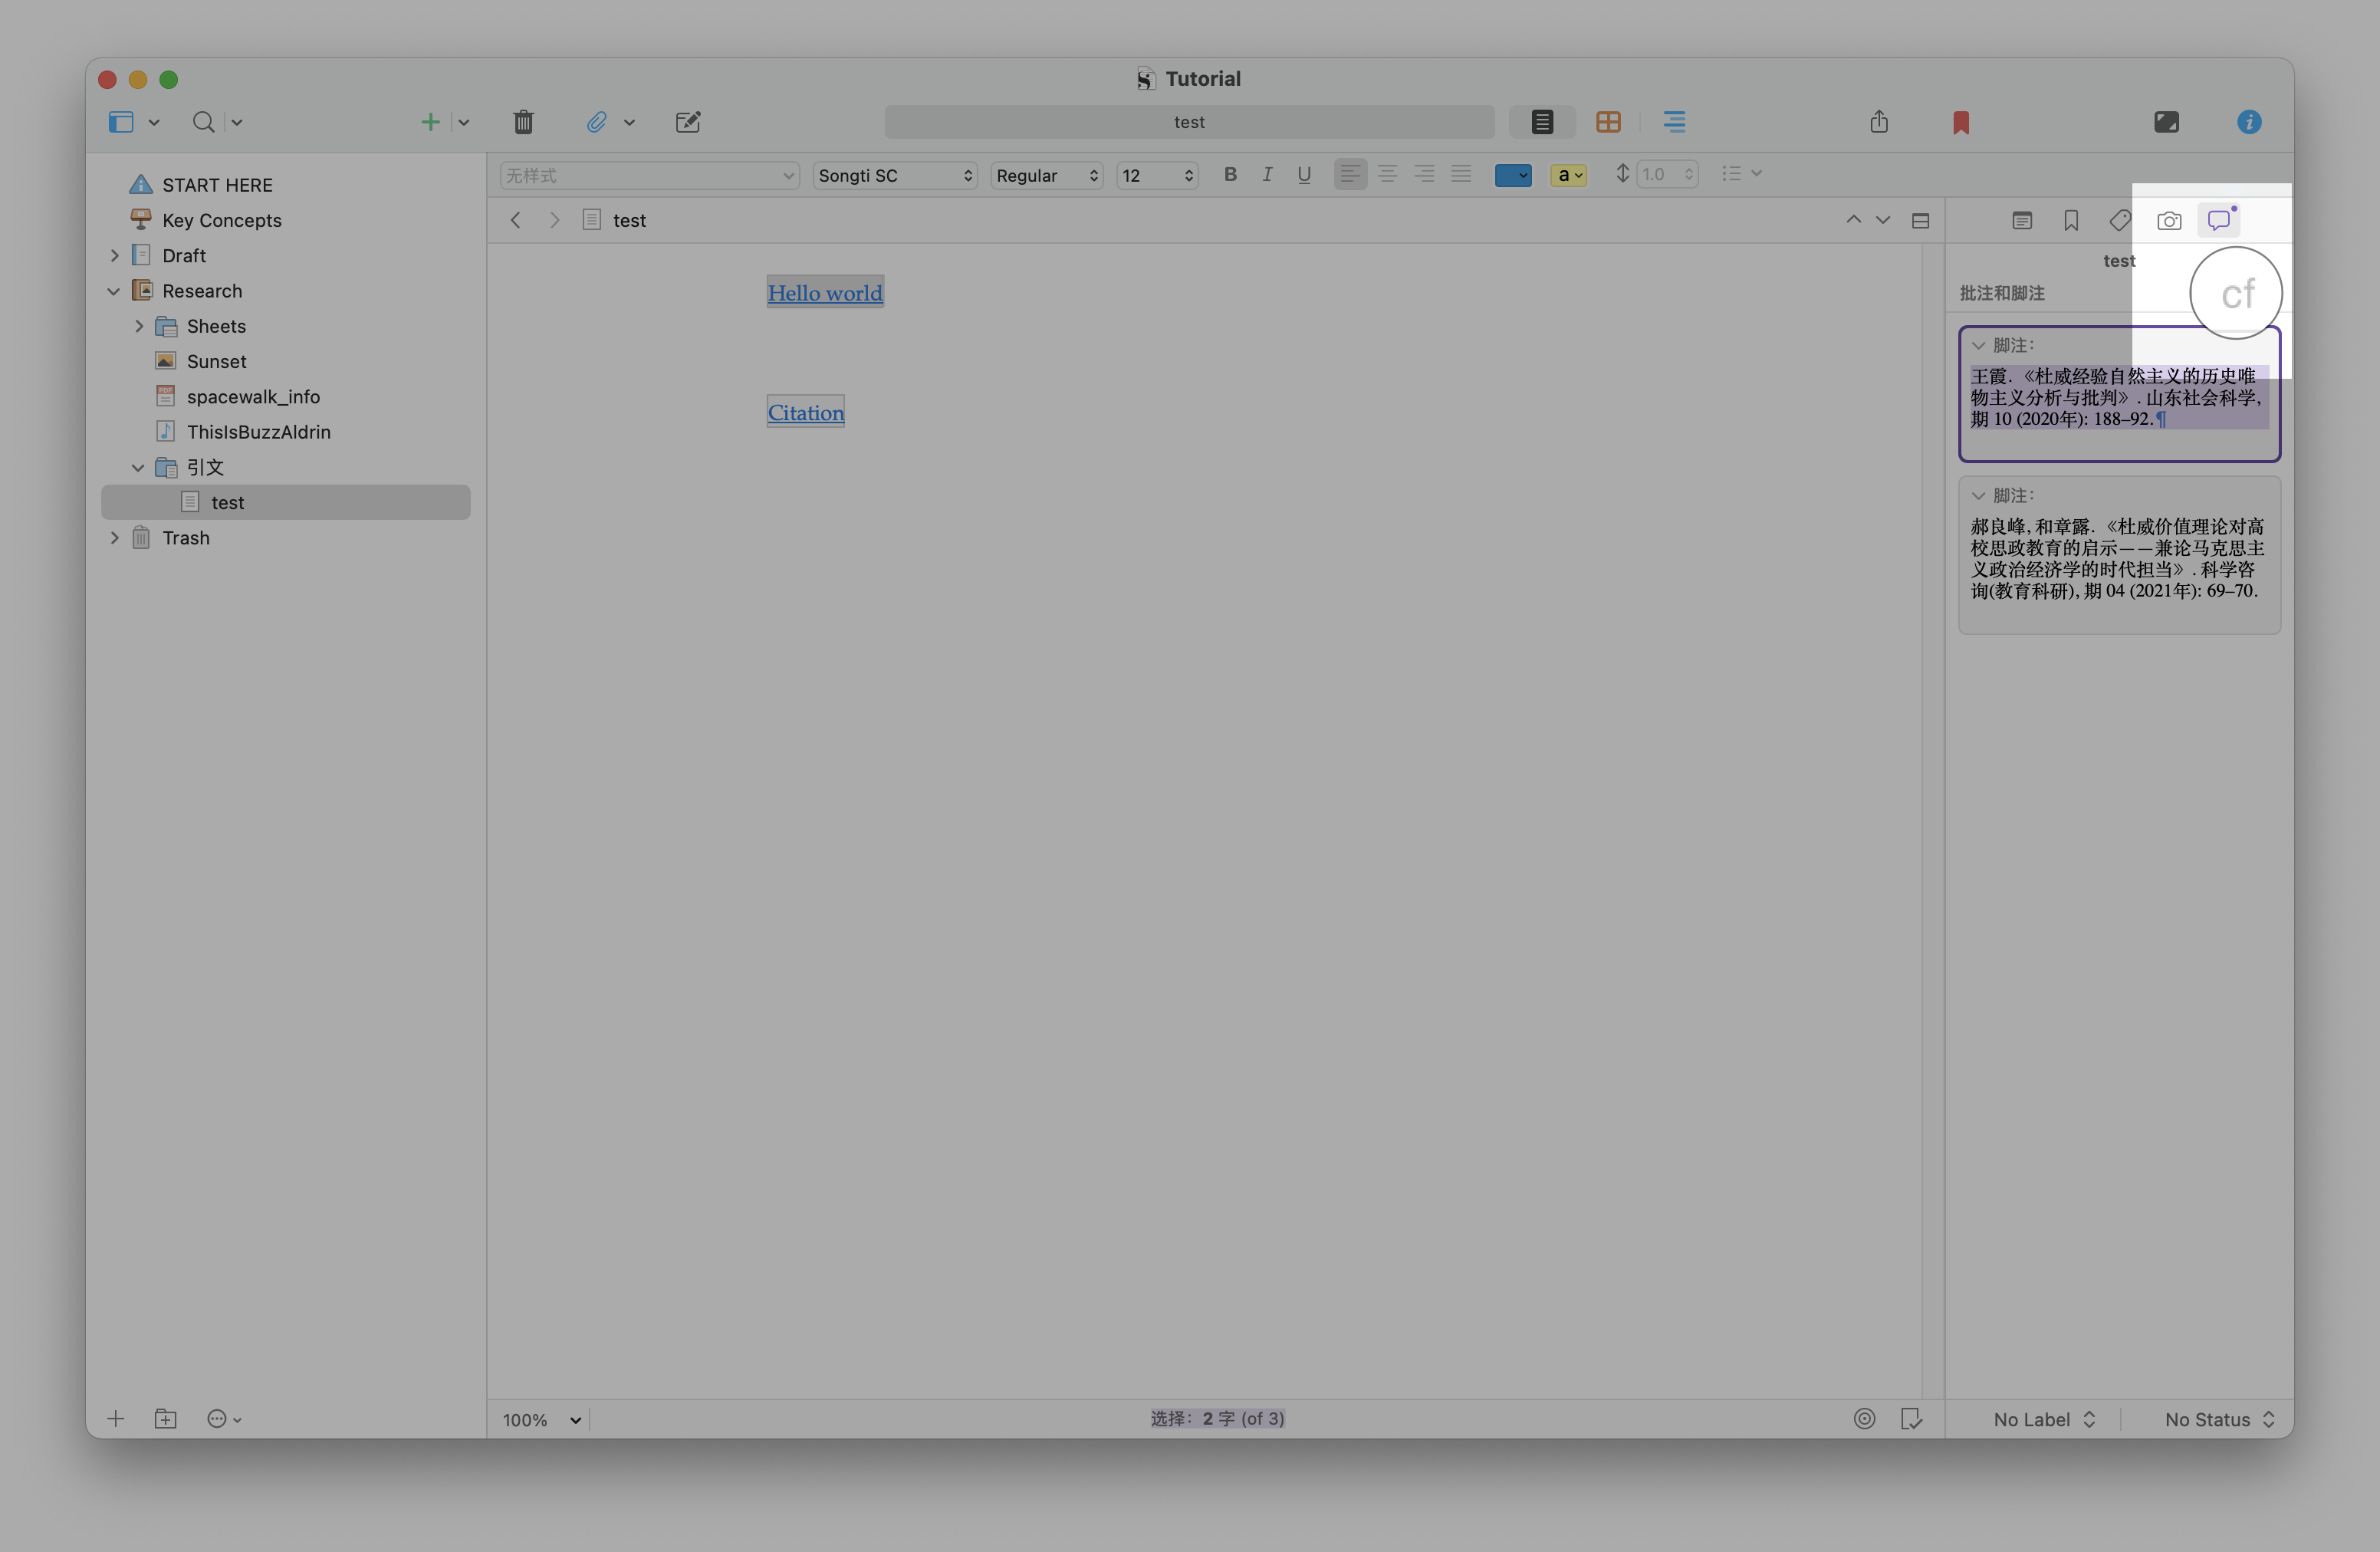 Tutorial
test
START HERE
Key Concepts
Draft
Research
Sheets
Sunset
spacewalk_info
ThisIsBuzzAldrin
引文
test
Trash
无样式
Songti SC
Regular
12
B I U
a
1.0
test
Hello world
Citation
test
批注和脚注
cf
脚注：
王霞. 《杜威经验自然主义的历史唯
物主义分析与批判》. 山东社会科学,
期 10 (2020年): 188–92.¶
脚注：
郝良峰, 和章露. 《杜威价值理论对高
校思政教育的启示——兼论马克思主
义政治经济学的时代担当》. 科学咨
询(教育科研), 期 04 (2021年): 69–70.
100%
选择：2 字 (of 3)
No Label
No Status